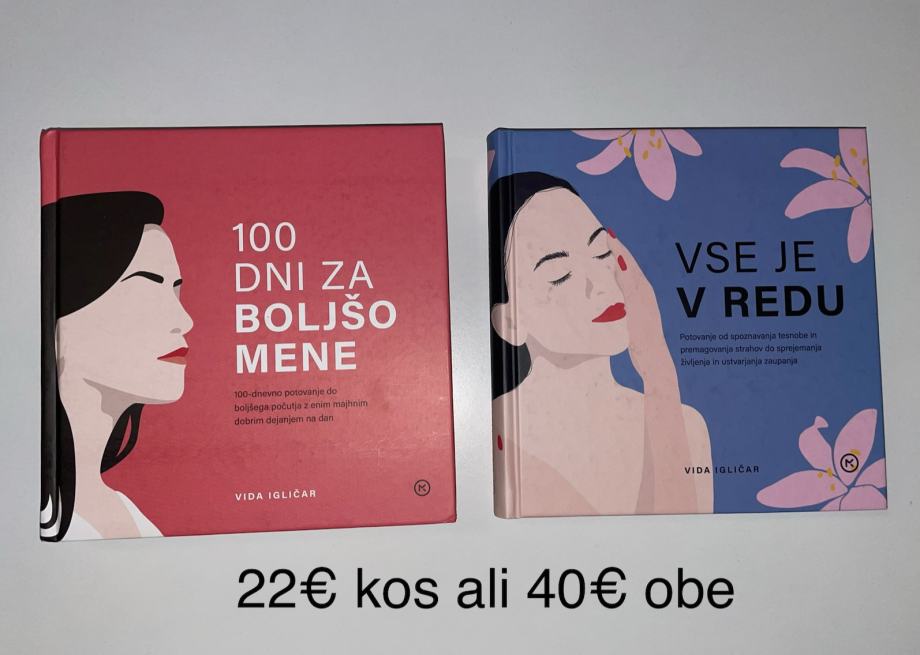 100
DNI ZA
BOLJŠO
MENE
100-dnevno potovanje do
boljšega počutja z enim majhnim
dobrim dejanjem na dan
VIDA IGLIČAR
VSE JE
V REDU
Potovanje od spoznavanja tesnobe in
premagovanja strahov do sprejemanja
življenja in ustvarjanja zaupanja
VIDA IGLIČAR
22€ kos ali 40€ obe